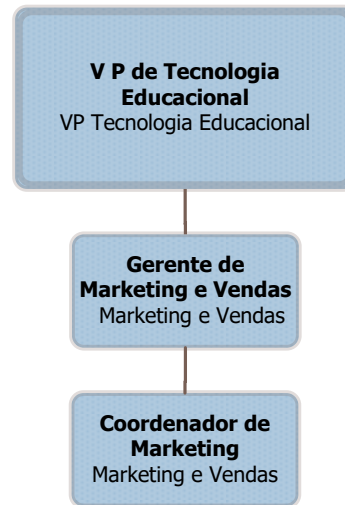 V P de Tecnologia
Educacional
VP Tecnologia Educacional
Gerente de
Marketing e Vendas
Marketing e Vendas
Coordenador de
Marketing
Marketing e Vendas